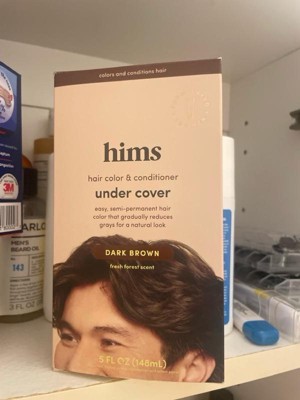 colors and conditions hair
hims
hair color & conditioner
under cover
easy, semi-permanent hair
color that gradually reduces
grays for a natural look
DARK BROWN
fresh forest scent
5 FL OZ (148mL)
3M
MEN'S
BEARD OIL
143